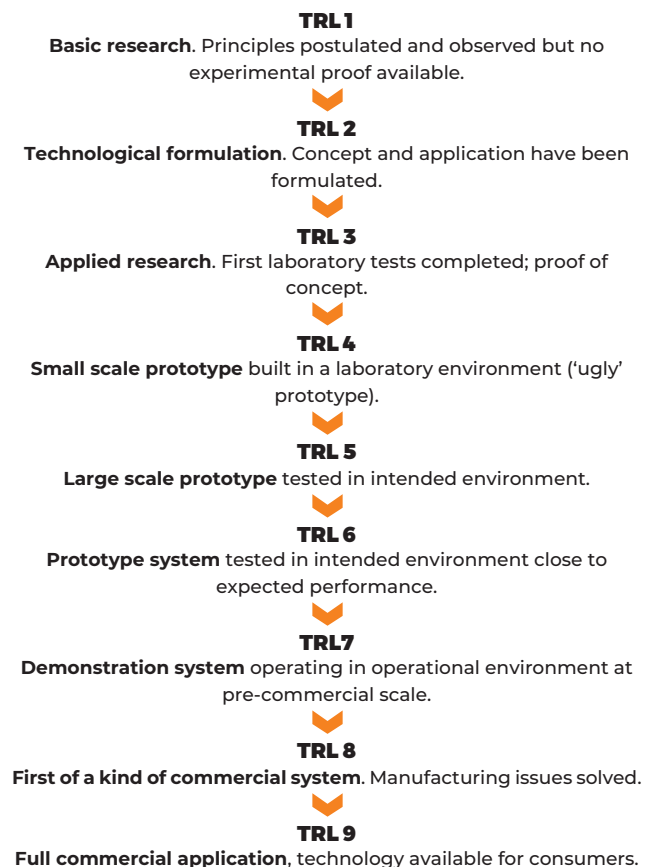 TRL 1
Basic research. Principles postulated and observed but no
experimental proof available.
TRL 2
Technological formulation. Concept and application have been
formulated.
TRL 3
Applied research. First laboratory tests completed; proof of
concept.
TRL 4
Small scale prototype built in a laboratory environment (‘ugly’
prototype).
TRL 5
Large scale prototype tested in intended environment.
TRL 6
Prototype system tested in intended environment close to
expected performance.
TRL7
Demonstration system operating in operational environment at
pre-commercial scale.
TRL 8
First of a kind of commercial system. Manufacturing issues solved.
TRL 9
Full commercial application, technology available for consumers.